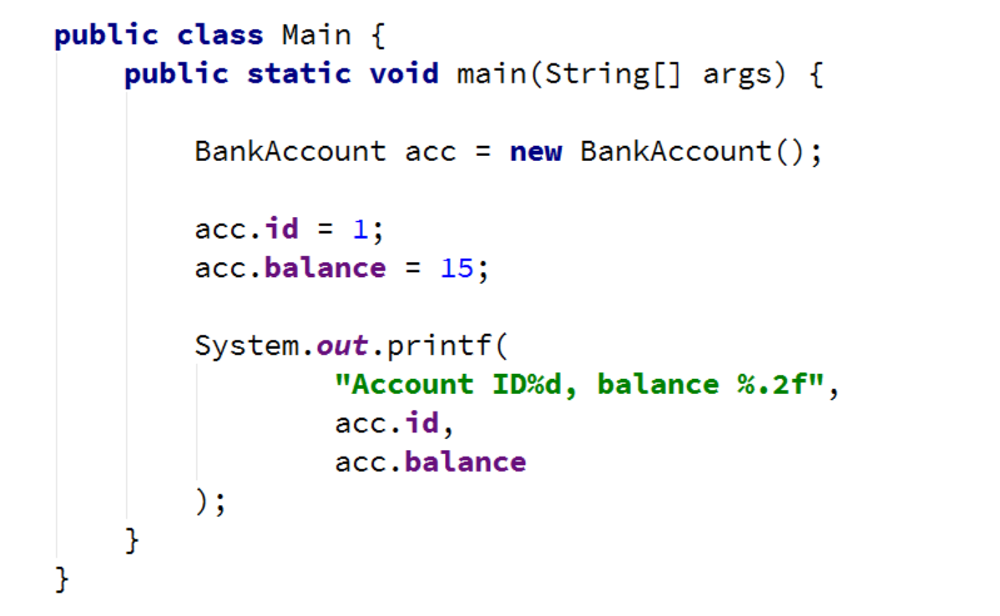 public class Main {
public static void main(String[] args) {
BankAccount acc = new BankAccount();
acc.id = 1;
acc.balance = 15;
System.out.printf(
"Account ID%d, balance %.2f",
acc.id,
acc.balance
);
}
}